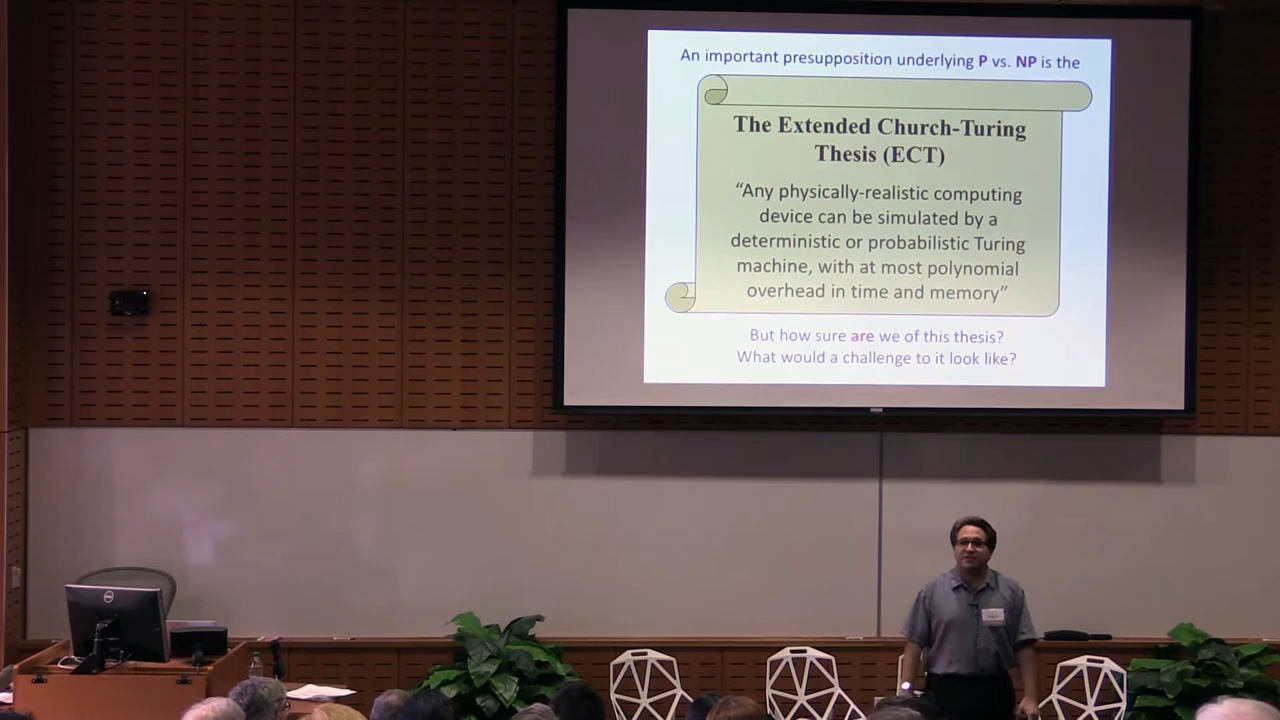 An important presupposition underlying P vs. NP is the
The Extended Church-Turing
Thesis (ECT)
“Any physically-realistic computing
device can be simulated by a
deterministic or probabilistic Turing
machine, with at most polynomial
overhead in time and memory”
But how sure are we of this thesis?
What would a challenge to it look like?
DELL